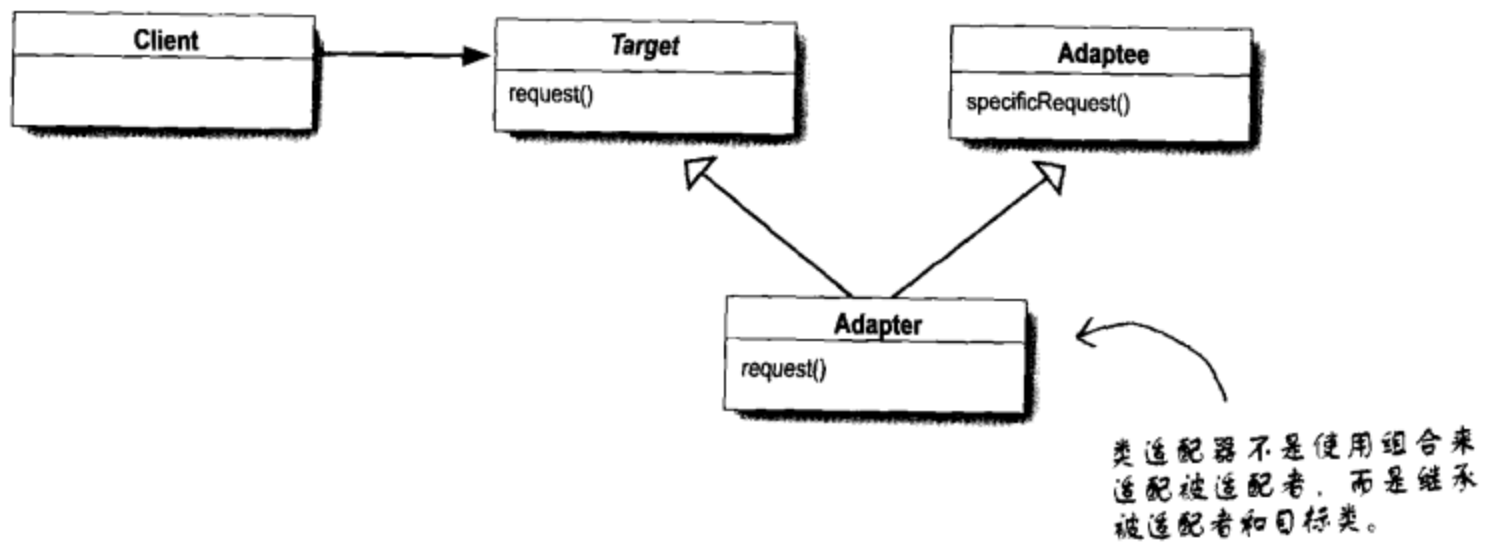 Client
Target
request()
Adaptee
specificRequest()
Adapter
request()
类适配器不是使用组合来
适配被适配者，而是继承
被适配者和目标类。